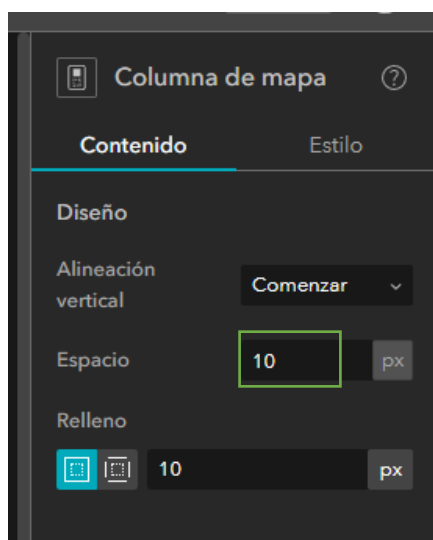 Columna de mapa
Contenido Estilo
Diseño
Alineación
vertical
Comenzar
Espacio 10 px
Relleno
10 px